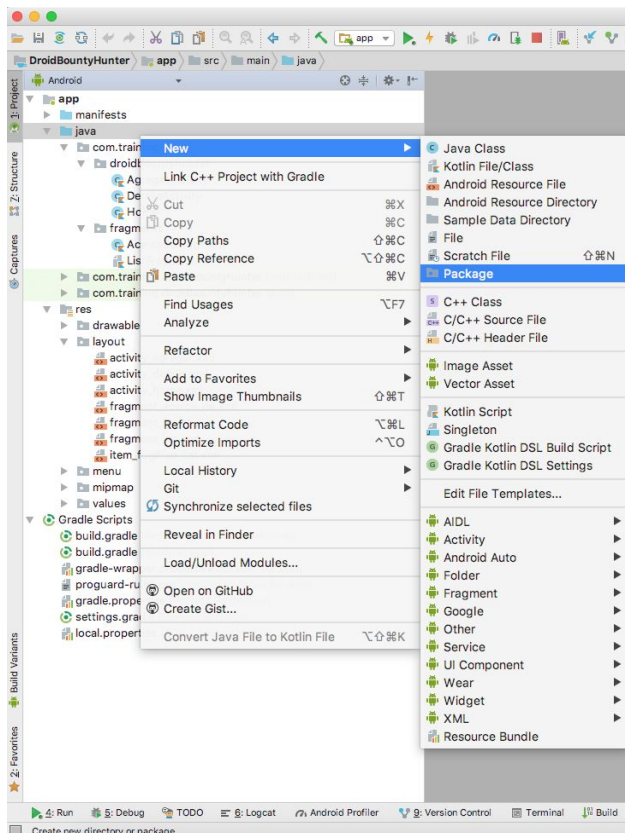 app
DroidBountyHunter app src main java
1: Project
Android
app
manifests
java
com.train
droidb
Ag
De
Ho
fragm
Ac
Lis
com.train
com.train
res
drawable
layout
activit
activit
activit
fragm
fragm
fragm
item_f
menu
mipmap
values
Gradle Scripts
build.gradle
build.gradle
gradle-wrapp
proguard-ru
gradle.prope
settings.grad
local.propert
Z: Structure
Captures
Build Variants
2: Favorites
New
Link C++ Project with Gradle
Cut ⌘X
Copy ⌘C
Copy Paths ⇧⌘C
Copy Reference ⌥⇧⌘C
Paste ⌘V
Find Usages ⌥F7
Analyze
Refactor
Add to Favorites
Show Image Thumbnails ⇧⌘T
Reformat Code ⌥⌘L
Optimize Imports ^⌥O
Local History
Git
Synchronize selected files
Reveal in Finder
Load/Unload Modules...
Open on GitHub
Create Gist...
Convert Java File to Kotlin File ⌥⇧⌘K
Java Class
Kotlin File/Class
Android Resource File
Android Resource Directory
Sample Data Directory
File
Scratch File ⇧⌘N
Package
C++ Class
C/C++ Source File
C/C++ Header File
Image Asset
Vector Asset
Kotlin Script
Singleton
Gradle Kotlin DSL Build Script
Gradle Kotlin DSL Settings
Edit File Templates...
AIDL
Activity
Android Auto
Folder
Fragment
Google
Other
Service
UI Component
Wear
Widget
XML
Resource Bundle
4: Run 5: Debug TODO 6: Logcat Android Profiler 9: Version Control Terminal Build
Create new directory or package